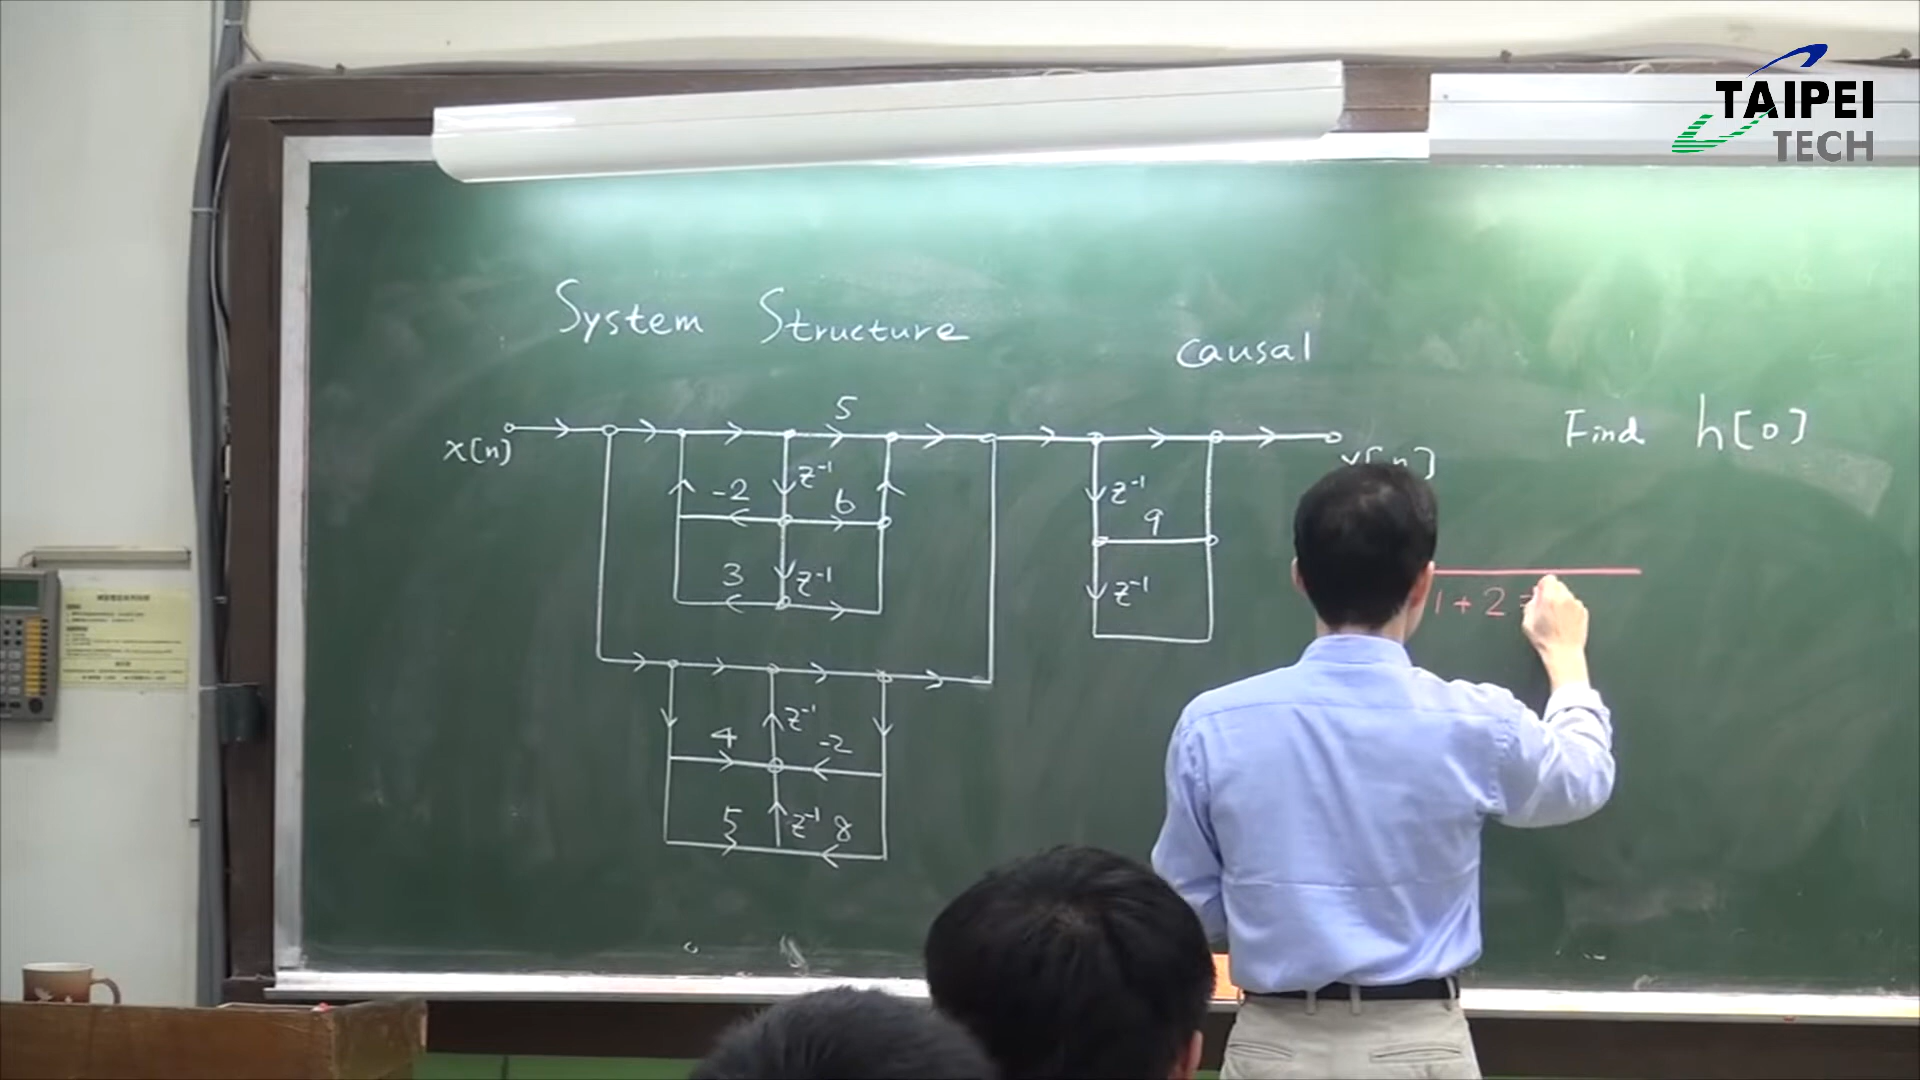 TAIPEI
TECH
System Structure
Causal
Find h[0]
x[n]
5
z⁻¹
-2
6
3
z⁻¹
z⁻¹
9
z⁻¹
1 + 2
z⁻¹
4
-2
5
z⁻¹
8